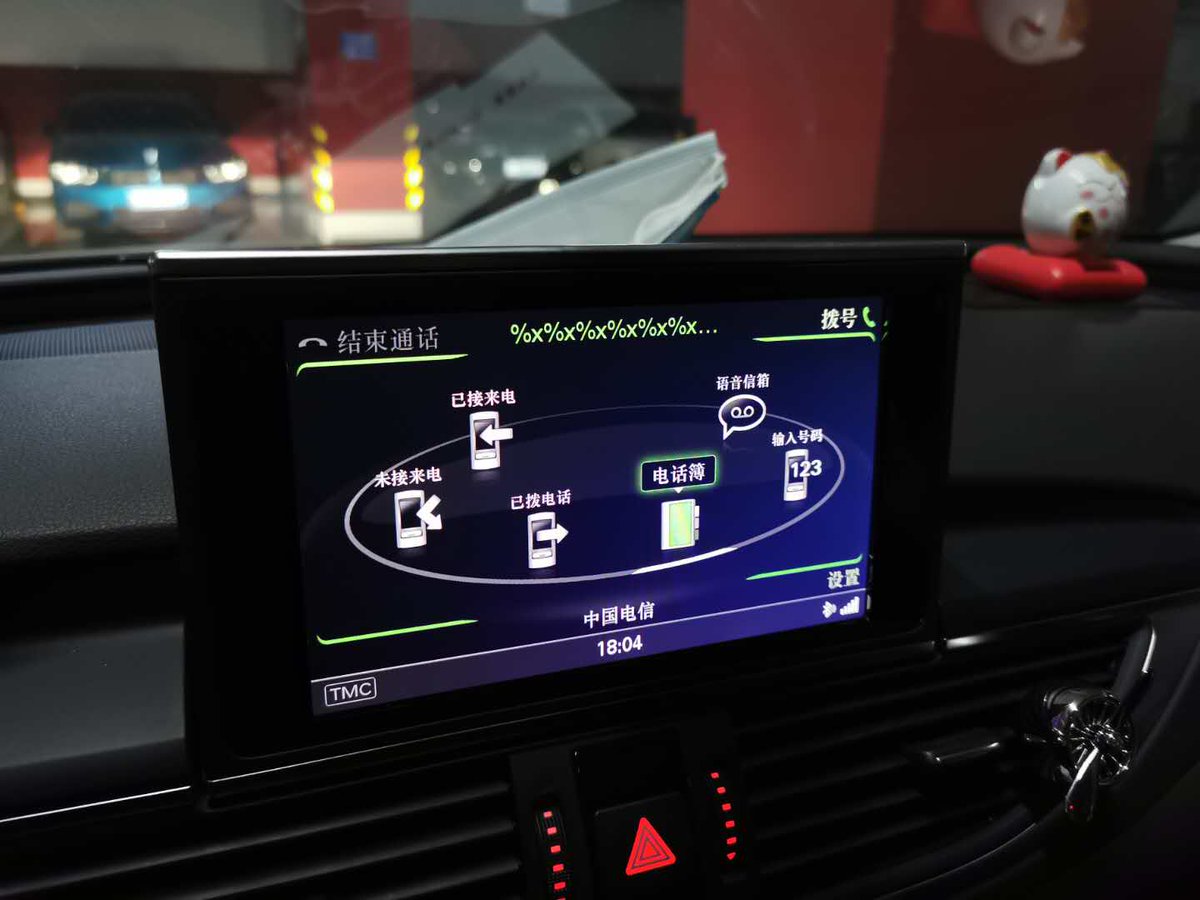 结束通话
%x%x%x%x%x%x...
拨号
已接来电
语音信箱
未接来电
输入号码
123
已拨电话
电话簿
设置
中国电信
18:04
TMC